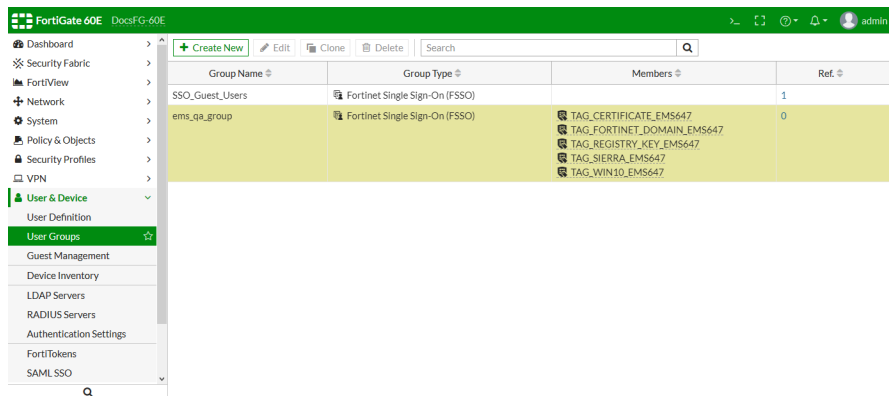 FortiGate 60E DocsFG-60E
>_ admin
Dashboard
Security Fabric
FortiView
Network
System
Policy & Objects
Security Profiles
VPN
User & Device
User Definition
User Groups
Guest Management
Device Inventory
LDAP Servers
RADIUS Servers
Authentication Settings
FortiTokens
SAML SSO
+ Create New Edit Clone Delete Search
Group Name Group Type Members Ref.
SSO_Guest_Users Fortinet Single Sign-On (FSSO) 1
ems_qa_group Fortinet Single Sign-On (FSSO) TAG_CERTIFICATE_EMS647 0
TAG_FORTINET_DOMAIN_EMS647
TAG_REGISTRY_KEY_EMS647
TAG_SIERRA_EMS647
TAG_WIN10_EMS647